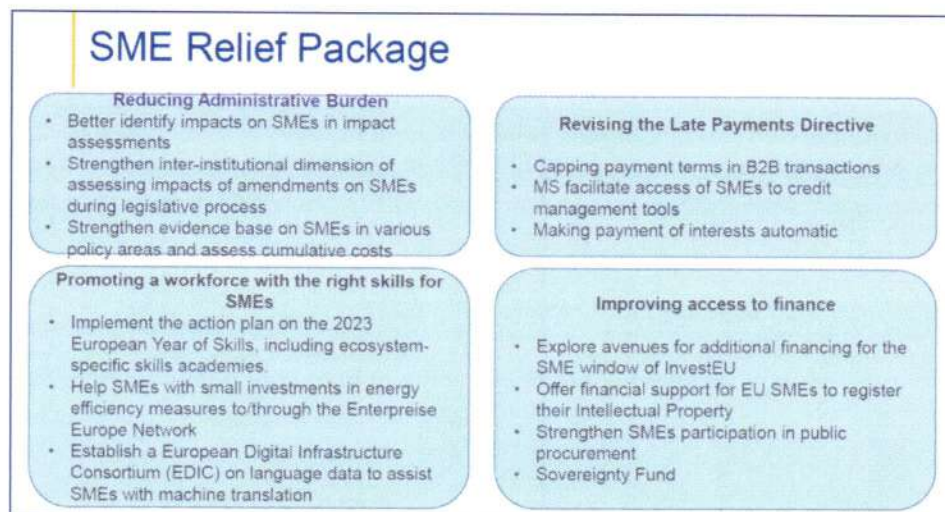 SME Relief Package
Reducing Administrative Burden
• Better identify impacts on SMEs in impact
assessments
• Strengthen inter-institutional dimension of
assessing impacts of amendments on SMEs
during legislative process
• Strengthen evidence base on SMEs in various
policy areas and assess cumulative costs
Revising the Late Payments Directive
• Capping payment terms in B2B transactions
• MS facilitate access of SMEs to credit
management tools
• Making payment of interests automatic
Promoting a workforce with the right skills for
SMEs
• Implement the action plan on the 2023
European Year of Skills, including ecosystem-
specific skills academies.
• Help SMEs with small investments in energy
efficiency measures to/through the Enterpreise
Europe Network
• Establish a European Digital Infrastructure
Consortium (EDIC) on language data to assist
SMEs with machine translation
Improving access to finance
• Explore avenues for additional financing for the
SME window of InvestEU
• Offer financial support for EU SMEs to register
their Intellectual Property
• Strengthen SMEs participation in public
procurement
• Sovereignty Fund